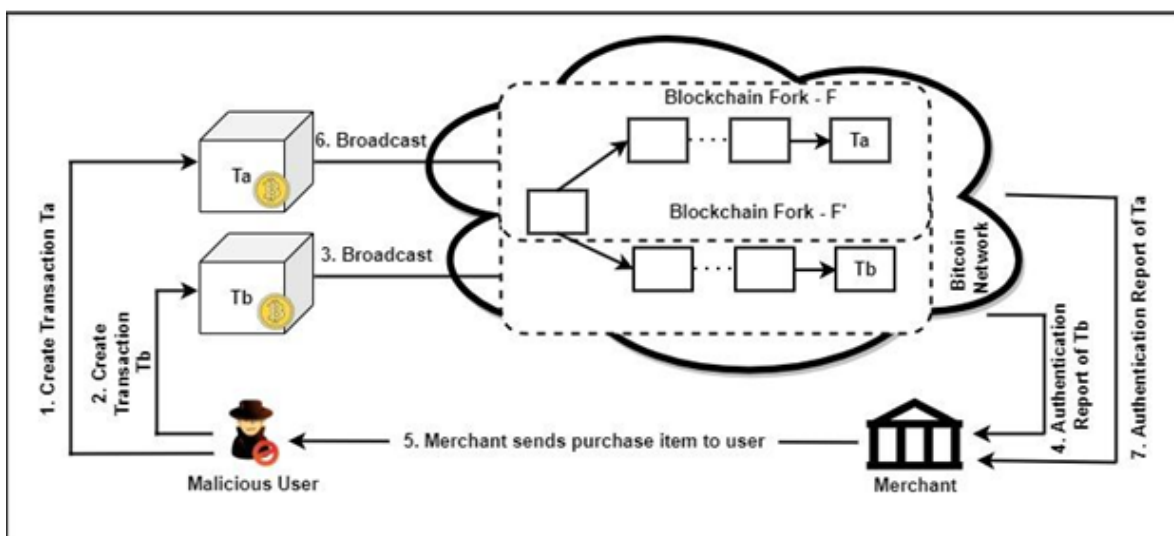 Blockchain Fork - F
6. Broadcast
Ta
Ta
Blockchain Fork - F'
3. Broadcast
Tb
Tb
Bitcoin
Network
1. Create Transaction Ta
2. Create
Transaction
Tb
4. Authentication
Report of Tb
7. Authentication Report of Ta
5. Merchant sends purchase item to user
Malicious User
Merchant